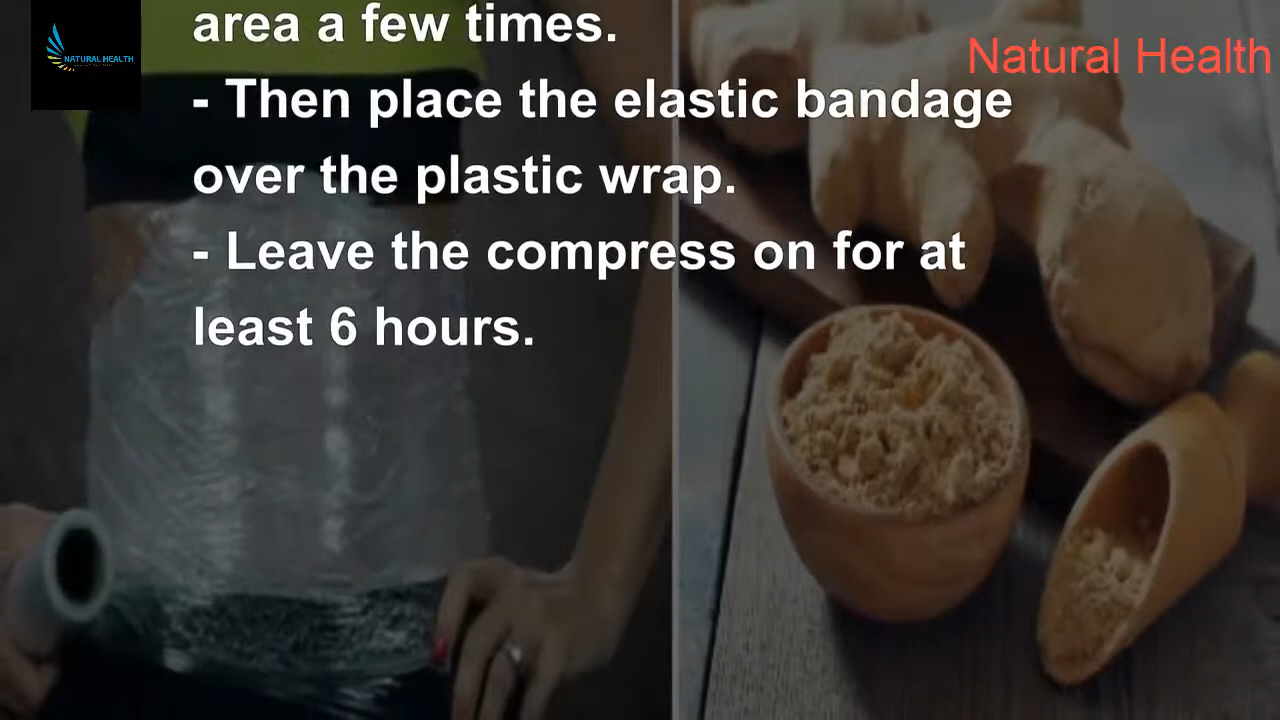 area a few times.
NATURAL HEALTH
Natural Health
- Then place the elastic bandage
over the plastic wrap.
- Leave the compress on for at
least 6 hours.